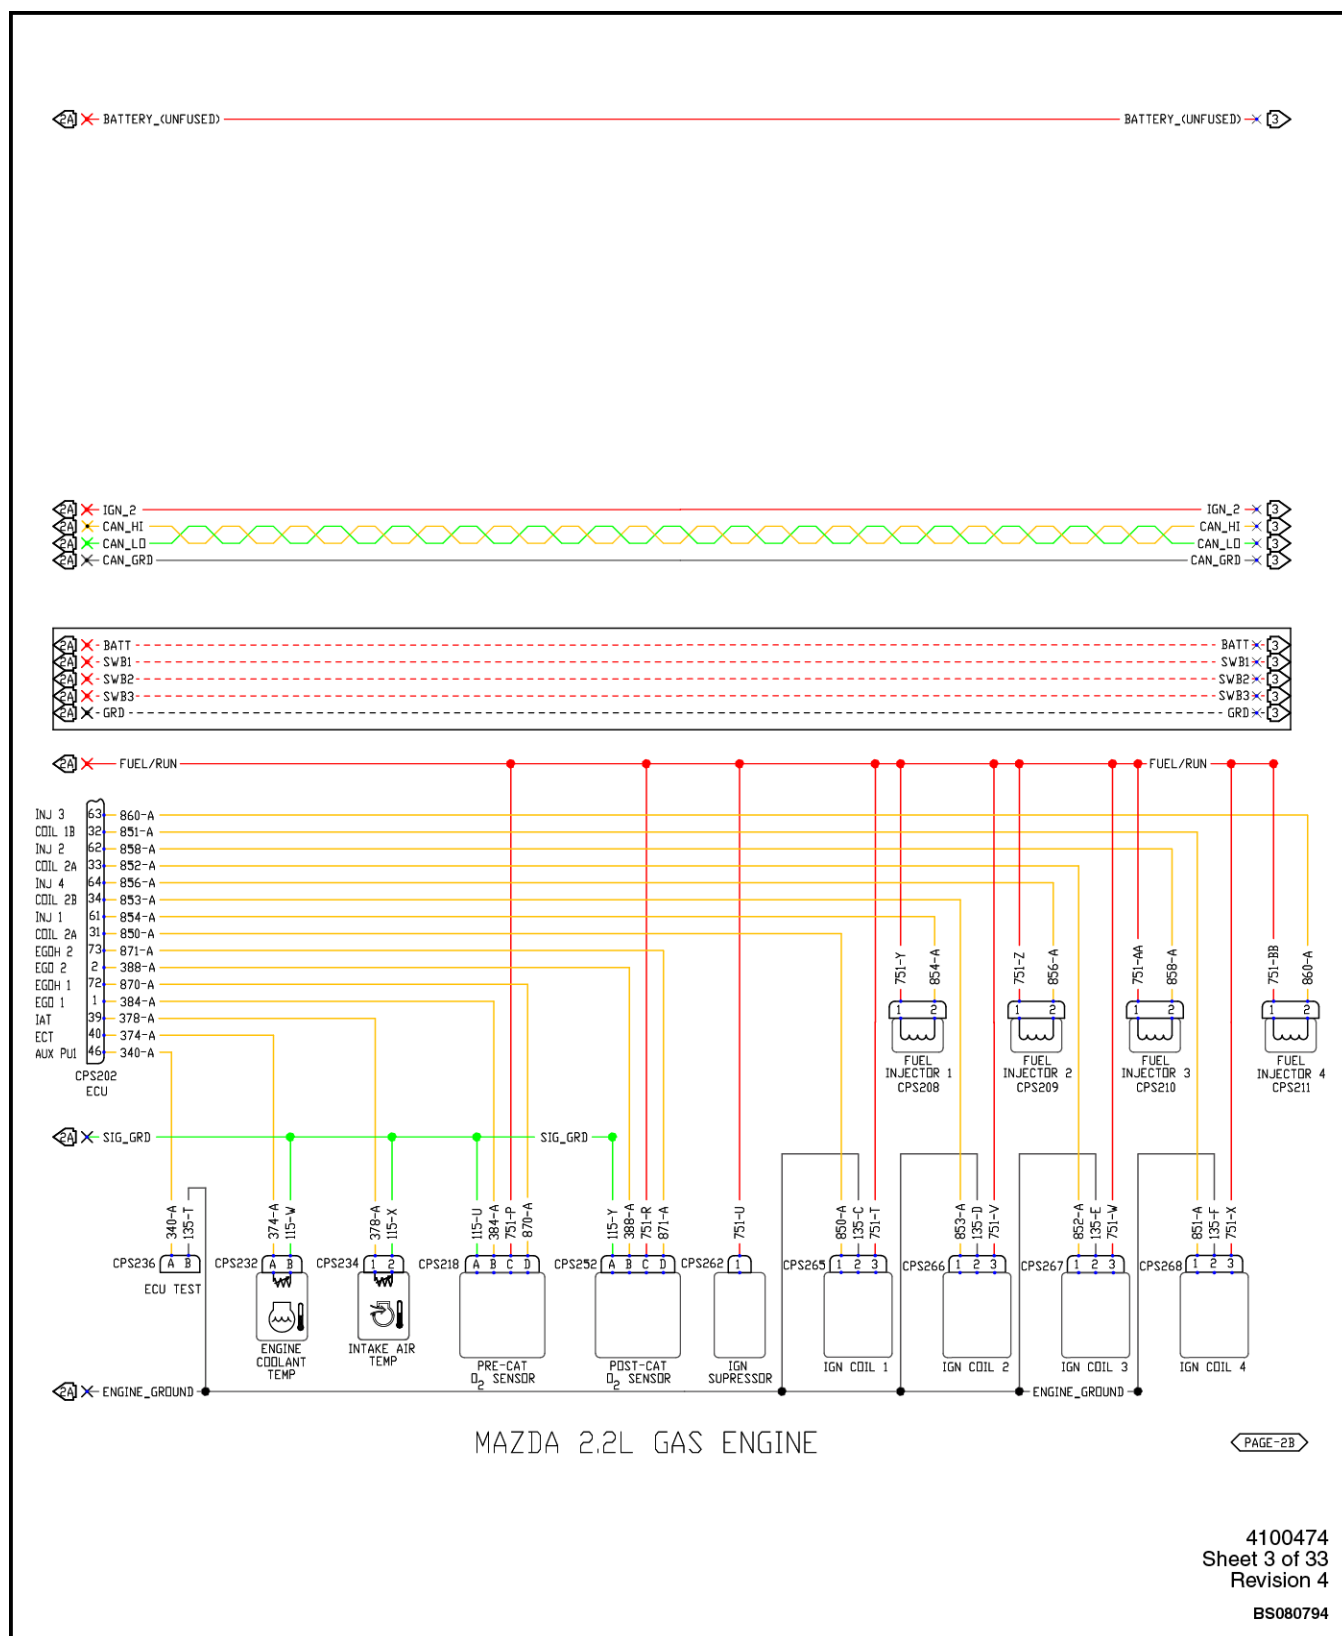 2A BATTERY_(UNFUSED) BATTERY_(UNFUSED) 3
2A IGN_2 IGN_2 3
2A CAN_HI CAN_HI 3
2A CAN_LO CAN_LO 3
2A CAN_GRD CAN_GRD 3
2A BATT BATT 3
2A SWB1 SWB1 3
2A SWB2 SWB2 3
2A SWB3 SWB3 3
2A GRD GRD 3
2A FUEL/RUN FUEL/RUN
INJ 3 63 860-A
COIL 1B 32 851-A
INJ 2 62 858-A
COIL 2A 33 852-A
INJ 4 64 856-A
COIL 2B 34 853-A
INJ 1 61 854-A
COIL 2A 31 850-A
EGOH 2 73 871-A
EGO 2 2 388-A
EGOH 1 72 870-A
EGO 1 1 384-A
IAT 39 378-A
ECT 40 374-A
AUX PU1 46 340-A
CPS202
ECU
751-Y 854-A 751-Z 856-A 751-AA 858-A 751-BB 860-A
1 2 1 2 1 2 1 2
FUEL INJECTOR 1 CPS208
FUEL INJECTOR 2 CPS209
FUEL INJECTOR 3 CPS210
FUEL INJECTOR 4 CPS211
2A SIG_GRD SIG_GRD
340-A 135-T 374-A 115-W 378-A 115-X 115-U 384-A 751-P 870-A 115-Y 388-A 751-R 871-A 751-U 850-A 135-C 751-T 853-A 135-D 751-V 852-A 135-E 751-W 851-A 135-F 751-X
CPS236 A B CPS232 A B CPS234 1 2 CPS218 A B C D CPS252 A B C D CPS262 1 CPS265 1 2 3 CPS266 1 2 3 CPS267 1 2 3 CPS268 1 2 3
ECU TEST
ENGINE
COOLANT
TEMP
INTAKE AIR
TEMP
PRE-CAT
O2 SENSOR
POST-CAT
O2 SENSOR
IGN
SUPRESSOR
IGN COIL 1 IGN COIL 2 IGN COIL 3 IGN COIL 4
2A ENGINE_GROUND ENGINE_GROUND
MAZDA 2.2L GAS ENGINE
PAGE-2B
4100474
Sheet 3 of 33
Revision 4
BS080794